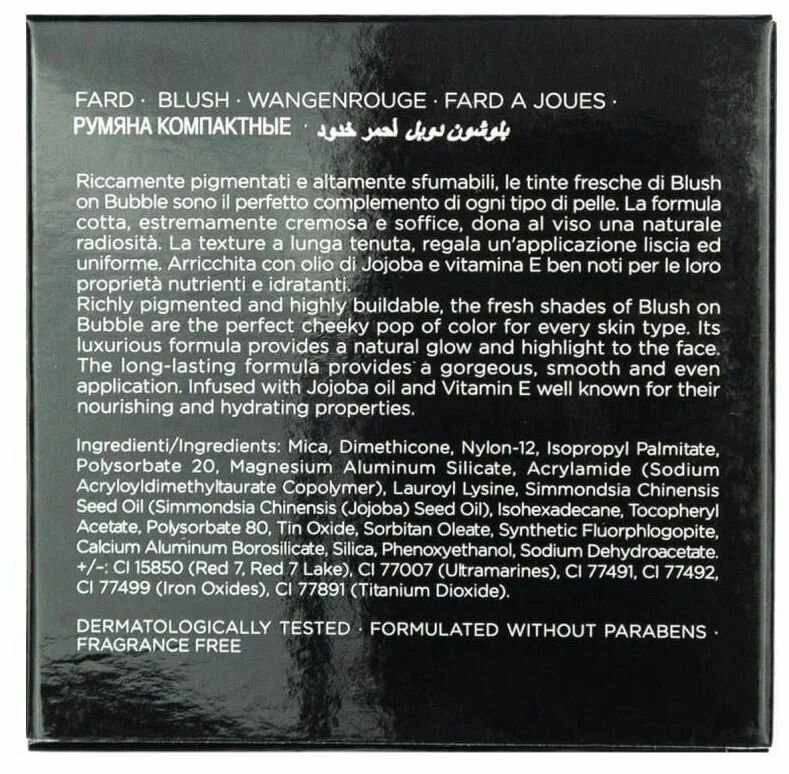 FARD · BLUSH · WANGENROUGE · FARD A JOUES ·
РУМЯНА КОМПАКТНЫЕ · بلوشون دوبل أحمر خدود
Riccamente pigmentati e altamente sfumabili, le tinte fresche di Blush
on Bubble sono il perfetto complemento di ogni tipo di pelle. La formula
cotta, estremamente cremosa e soffice, dona al viso una naturale
radiosità. La texture a lunga tenuta, regala un'applicazione liscia ed
uniforme. Arricchita con olio di Jojoba e vitamina E ben noti per le loro
proprietà nutrienti e idratanti.
Richly pigmented and highly buildable, the fresh shades of Blush on
Bubble are the perfect cheeky pop of color for every skin type. Its
luxurious formula provides a natural glow and highlight to the face.
The long-lasting formula provides a gorgeous, smooth and even
application. Infused with Jojoba oil and Vitamin E well known for their
nourishing and hydrating properties.
Ingredienti/Ingredients: Mica, Dimethicone, Nylon-12, Isopropyl Palmitate,
Polysorbate 20, Magnesium Aluminum Silicate, Acrylamide (Sodium
Acryloyldimethyltaurate Copolymer), Lauroyl Lysine, Simmondsia Chinensis
Seed Oil (Simmondsia Chinensis (Jojoba) Seed Oil), Isohexadecane, Tocopheryl
Acetate, Polysorbate 80, Tin Oxide, Sorbitan Oleate, Synthetic Fluorphlogopite,
Calcium Aluminum Borosilicate, Silica, Phenoxyethanol, Sodium Dehydroacetate.
+/-: CI 15850 (Red 7, Red 7 Lake), CI 77007 (Ultramarines), CI 77491, CI 77492,
CI 77499 (Iron Oxides), CI 77891 (Titanium Dioxide).
DERMATOLOGICALLY TESTED · FORMULATED WITHOUT PARABENS ·
FRAGRANCE FREE